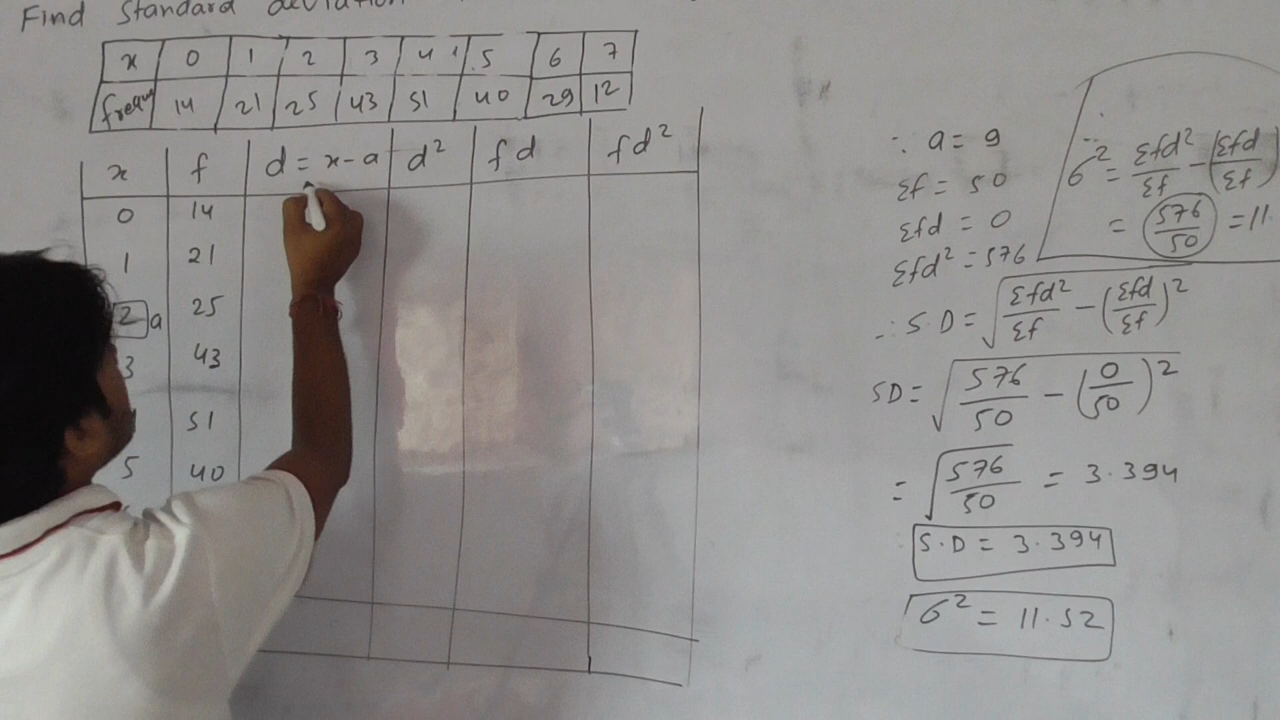 Find Standard deviation
x 0 1 2 3 4 5 6 7
frequ 14 21 25 43 51 40 29 12
x f d = x-a d² fd fd²
0 14
1 21
2 a 25
3 43
51
5 40
∵ a = 9
Σf = 50
Σfd = 0
Σfd² = 576
∴ S.D = √(Σfd²/Σf - (Σfd/Σf)²)
SD = √(576/50 - (0/50)²)
= √(576/50) = 3.394
S.D = 3.394
σ² = 11.52
σ² = Σfd²/Σf - (Σfd/Σf)
= (576/50) = 11.